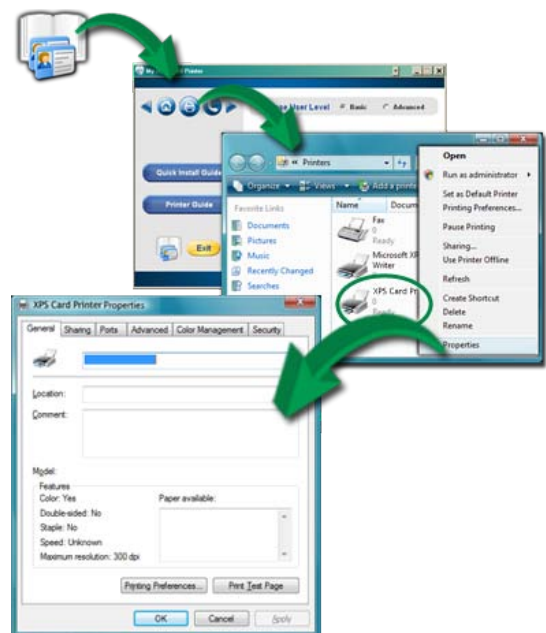 Printer
User Level
Basic
Advanced
Quick Install Guide
Printer Guide
Exit
Printers
Organize
Views
Add a printer
Favorite Links
Documents
Pictures
Music
Recently Changed
Searches
Name
Docum
Fax
0
Ready
Microsoft XP
Writer
XPS Card Pr
0
Ready
Open
Run as administrator
Set as Default Printer
Printing Preferences...
Pause Printing
Sharing...
Use Printer Offline
Refresh
Create Shortcut
Delete
Rename
Properties
XPS Card Printer Properties
General Sharing Ports Advanced Color Management Security
Location:
Comment:
Model:
Features
Color: Yes
Paper available:
Double-sided: No
Staple: No
Speed: Unknown
Maximum resolution: 300 dpi
Printing Preferences... Print Test Page
OK Cancel Apply